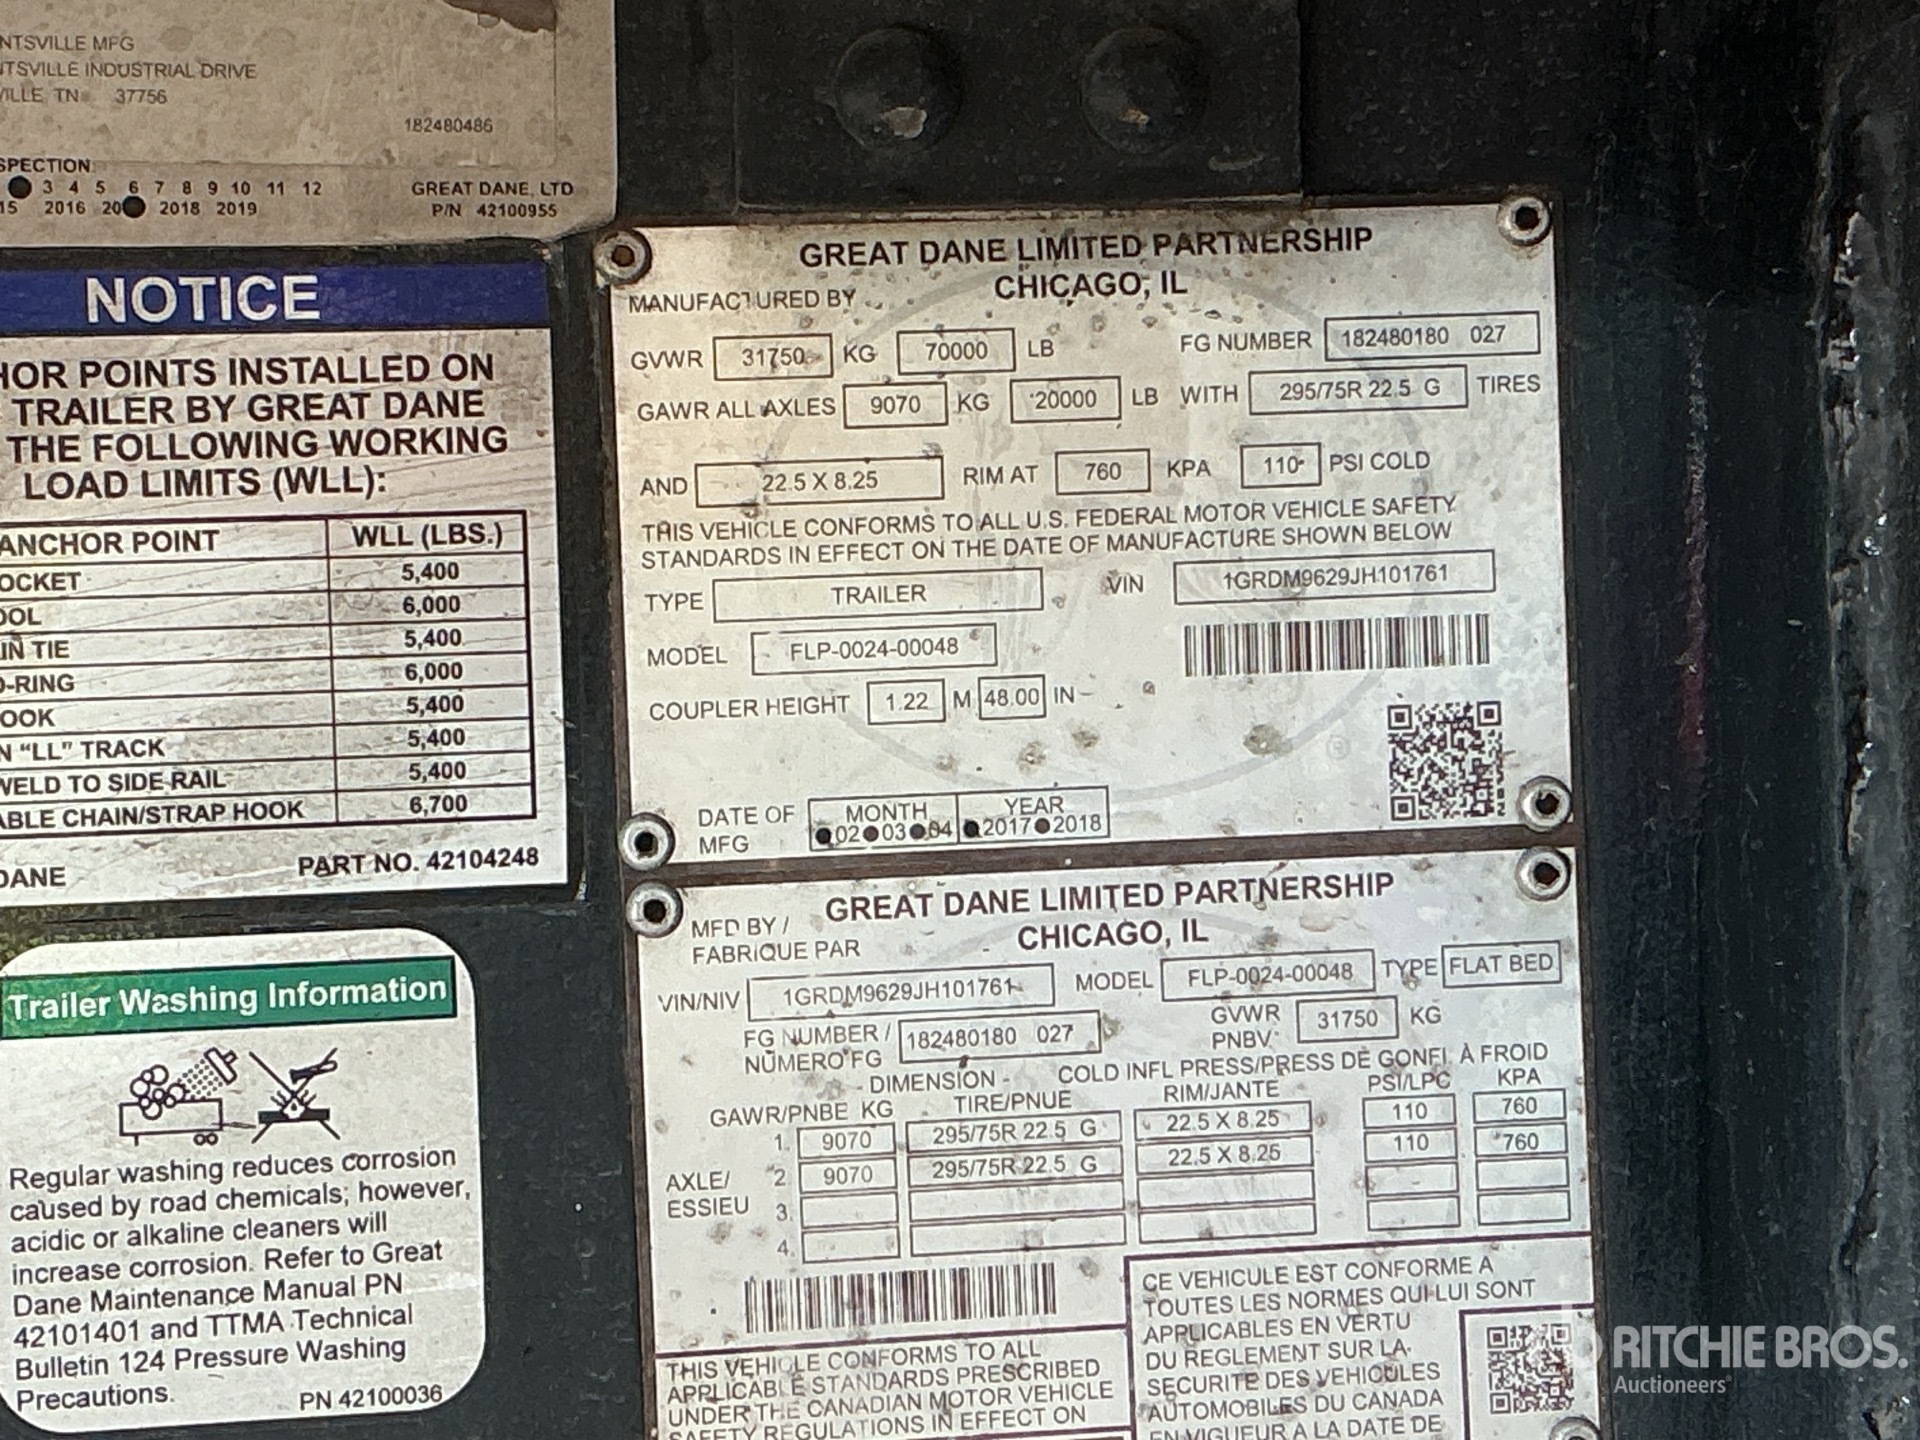 NTSVILLE MFG
NTSVILLE INDUSTRIAL DRIVE
VILLE TN 37756
182480486
SPECTION
3 4 5 6 7 8 9 10 11 12
15 2016 20 2018 2019
GREAT DANE, LTD
P/N 42100955
NOTICE
HOR POINTS INSTALLED ON
TRAILER BY GREAT DANE
THE FOLLOWING WORKING
LOAD LIMITS (WLL):
ANCHOR POINT WLL (LBS.)
OCKET 5,400
OOL 6,000
IN TIE 5,400
D-RING 6,000
OOK 5,400
N "LL" TRACK 5,400
WELD TO SIDE RAIL 5,400
ABLE CHAIN/STRAP HOOK 6,700
DANE PART NO. 42104248
Trailer Washing Information
Regular washing reduces corrosion
caused by road chemicals; however,
acidic or alkaline cleaners will
increase corrosion. Refer to Great
Dane Maintenance Manual PN
42101401 and TTMA Technical
Bulletin 124 Pressure Washing
Precautions. PN 42100036
GREAT DANE LIMITED PARTNERSHIP
MANUFACTURED BY CHICAGO, IL
GVWR 31750 KG 70000 LB FG NUMBER 182480180 027
GAWR ALL AXLES 9070 KG 20000 LB WITH 295/75R 22.5 G TIRES
AND 22.5 X 8.25 RIM AT 760 KPA 110 PSI COLD
THIS VEHICLE CONFORMS TO ALL U.S. FEDERAL MOTOR VEHICLE SAFETY
STANDARDS IN EFFECT ON THE DATE OF MANUFACTURE SHOWN BELOW
TYPE TRAILER VIN 1GRDM9629JH101761
MODEL FLP-0024-00048
COUPLER HEIGHT 1.22 M 48.00 IN
DATE OF MFG MONTH YEAR
02 03 04 2017 2018
GREAT DANE LIMITED PARTNERSHIP
MFD BY / FABRIQUE PAR CHICAGO, IL
VIN/NIV 1GRDM9629JH101761 MODEL FLP-0024-00048 TYPE FLAT BED
FG NUMBER / NUMERO FG 182480180 027 GVWR PNBV 31750 KG
- DIMENSION - COLD INFL PRESS/PRESS DE GONFL À FROID
GAWR/PNBE KG TIRE/PNUE RIM/JANTE PSI/LPC KPA
1. 9070 295/75R 22.5 G 22.5 X 8.25 110 760
AXLE/ 2 9070 295/75R 22.5 G 22.5 X 8.25 110 760
ESSIEU 3.
4.
THIS VEHICLE CONFORMS TO ALL
APPLICABLE STANDARDS PRESCRIBED
UNDER THE CANADIAN MOTOR VEHICLE
SAFETY REGULATIONS IN EFFECT ON
CE VEHICULE EST CONFORME A
TOUTES LES NORMES QUI LUI SONT
APPLICABLES EN VERTU
DU REGLEMENT SUR LA
SECURITE DES VEHICULES
AUTOMOBILES DU CANADA
EN VIGUEUR A LA DATE DE
RITCHIE BROS.
Auctioneers